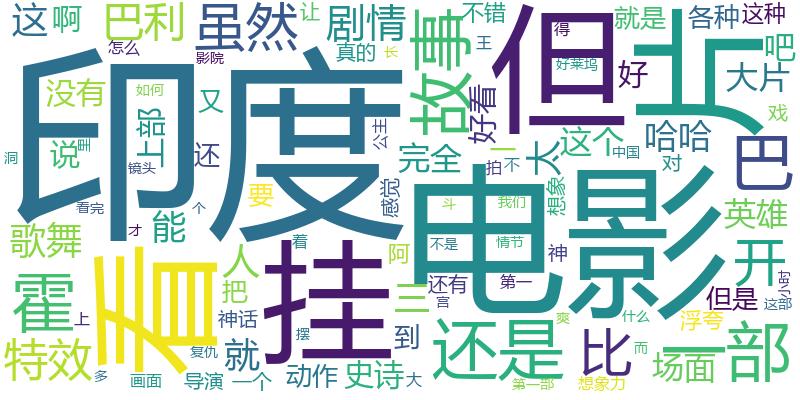 这
啊
巴利
虽然
让
剧情
不错
王
得
就是
各种
这种
怎么
影院
真的
长
好莱坞
吧
印度
但
上
故事
好看
好
大片
没有
如何
又
上部
公主
戏
哈哈
洞
说
里
镜头
还
完全
一
拍
不
这个
大
中国
对
巴
看完
个
能
要
感觉
斗
我们
想象
英雄
歌舞
才
着
不是
情节
神
电影
开
看
挂
人
阿
霍
把
三
还有
宫
第一
但是
小时
这部
上
神话
摆
到
爽
什么
浮夸
特效
复仇
就
还是
比
而
一部
多
画面
导演
一个
动作
史诗
大
第一部
想象力
场面